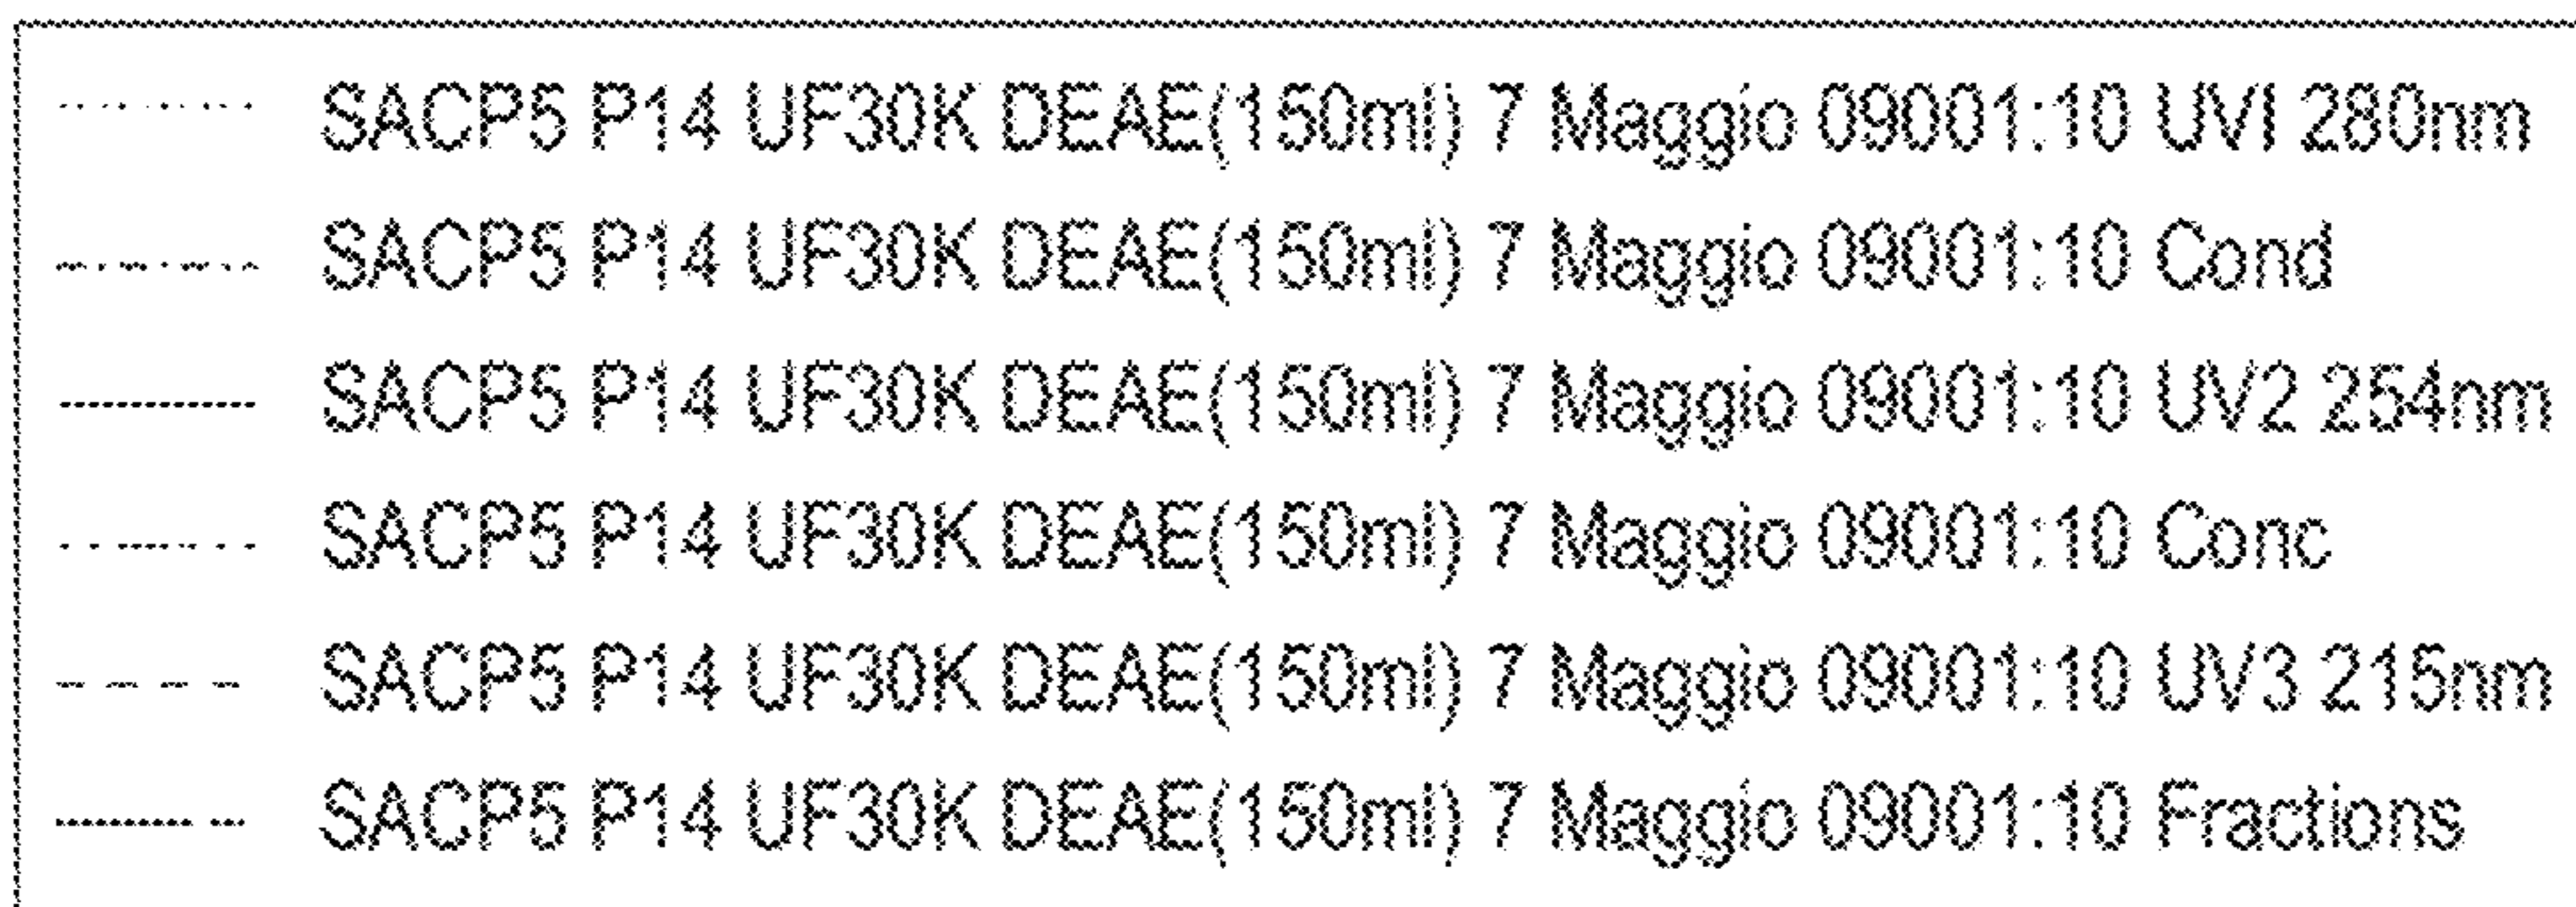 SACP5 P14 UF30K DEAE(150ml) 7 Maggio 09001:10 UVI 280nm
SACP5 P14 UF30K DEAE(150ml) 7 Maggio 09001:10 Cond
SACP5 P14 UF30K DEAE(150ml) 7 Maggio 09001:10 UV2 254nm
SACP5 P14 UF30K DEAE(150ml) 7 Maggio 09001:10 Conc
SACP5 P14 UF30K DEAE(150ml) 7 Maggio 09001:10 UV3 215nm
SACP5 P14 UF30K DEAE(150ml) 7 Maggio 09001:10 Fractions